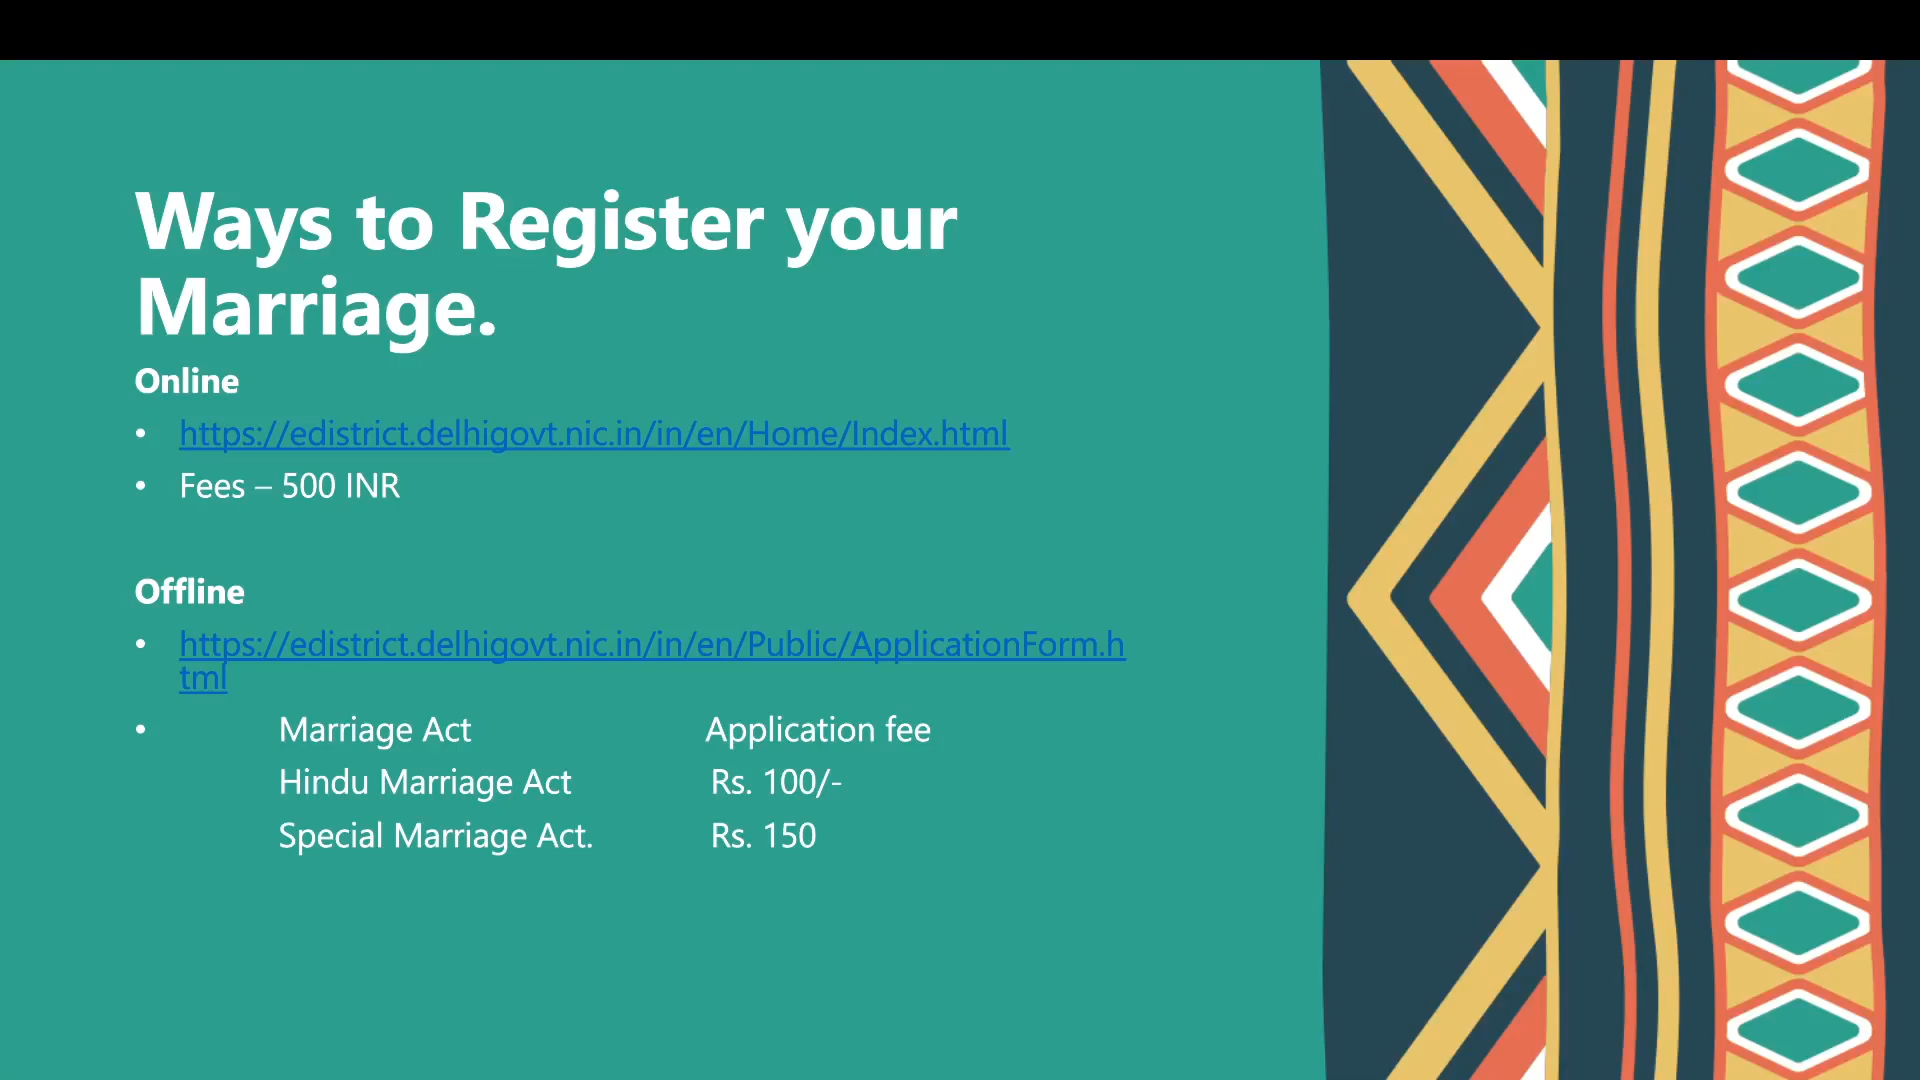 Ways to Register your
Marriage.
Online
• https://edistrict.delhigovt.nic.in/in/en/Home/Index.html
• Fees – 500 INR
Offline
• https://edistrict.delhigovt.nic.in/in/en/Public/ApplicationForm.h
tml
• Marriage Act Application fee
Hindu Marriage Act Rs. 100/-
Special Marriage Act. Rs. 150